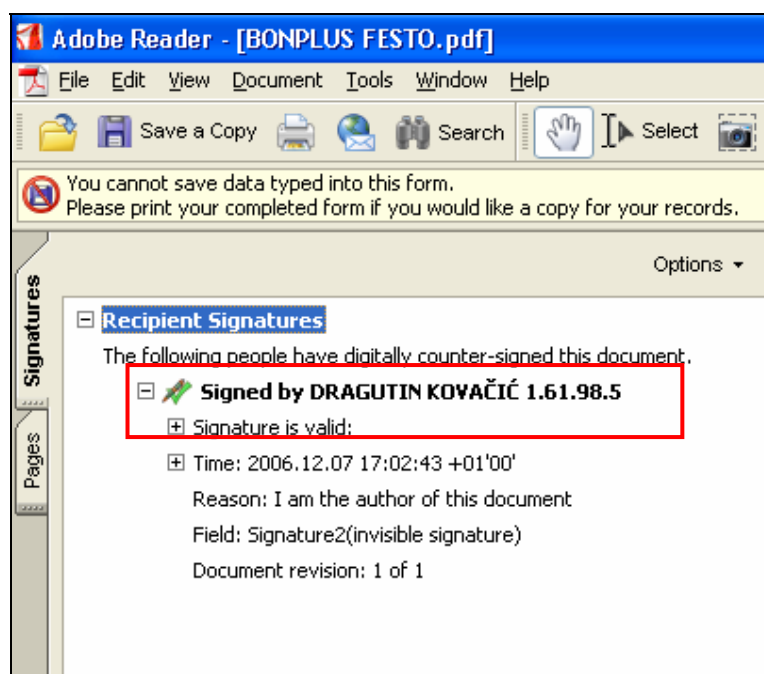 Adobe Reader - [BONPLUS FESTO.pdf]
File Edit View Document Tools Window Help
Save a Copy Search Select
You cannot save data typed into this form.
Please print your completed form if you would like a copy for your records.
Options
Signatures
Pages
Recipient Signatures
The following people have digitally counter-signed this document.
Signed by DRAGUTIN KOVAČIĆ 1.61.98.5
Signature is valid:
Time: 2006.12.07 17:02:43 +01'00'
Reason: I am the author of this document
Field: Signature2(invisible signature)
Document revision: 1 of 1